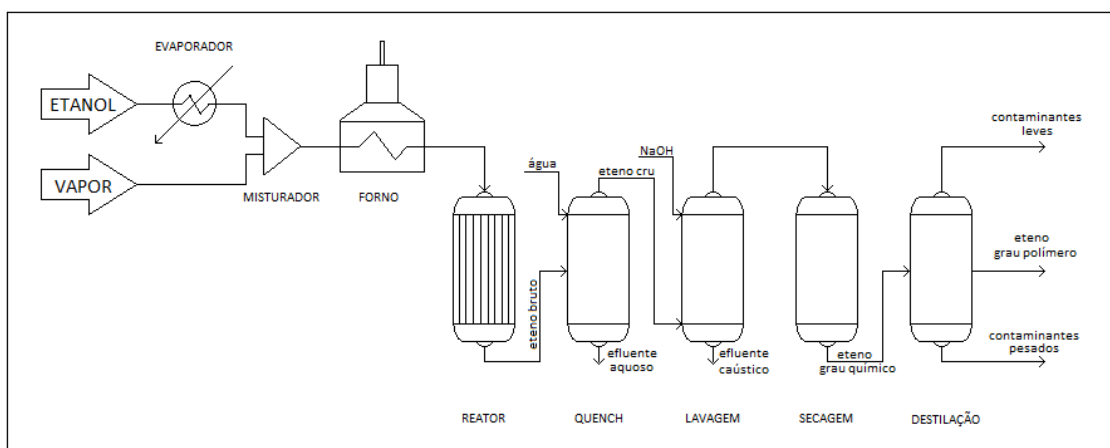 EVAPORADOR
ETANOL
VAPOR
MISTURADOR
FORNO
água
eteno cru
NaOH
contaminantes
leves
eteno
grau polímero
contaminantes
pesados
eteno bruto
efluente
aquoso
efluente
caústico
eteno
grau químico
REATOR
QUENCH
LAVAGEM
SECAGEM
DESTILAÇÃO